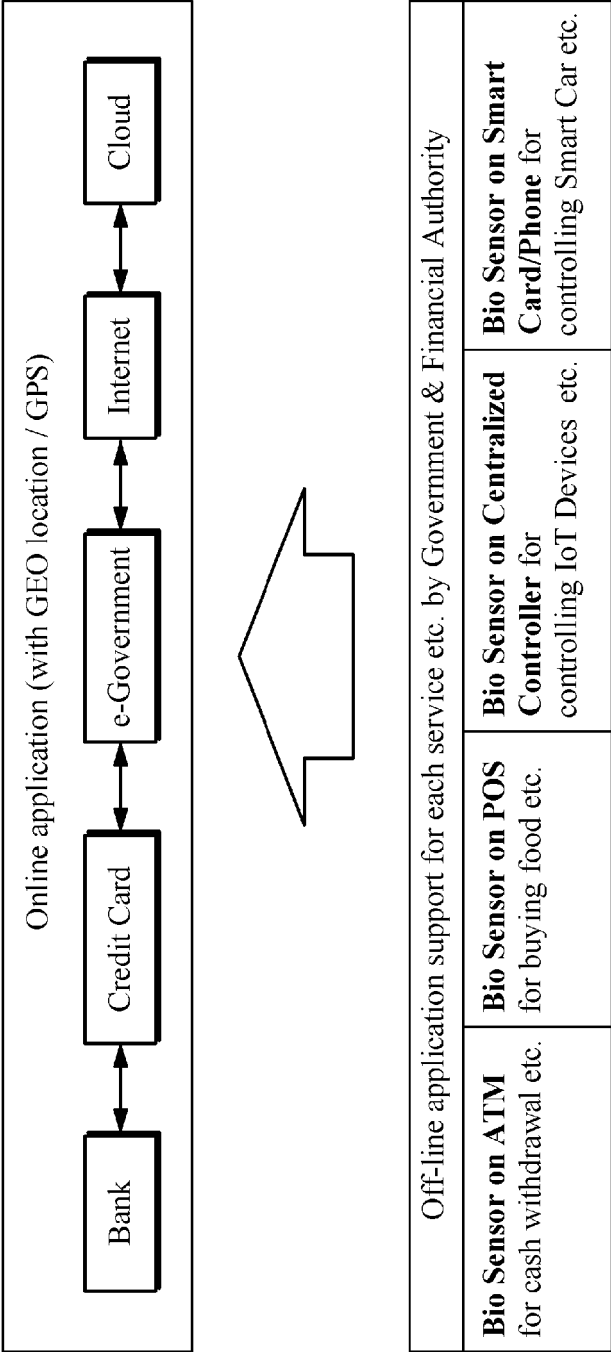 Online application (with GEO location / GPS)
Bank
Credit Card
e-Government
Internet
Cloud
Off-line application support for each service etc. by Government & Financial Authority
Bio Sensor on ATM
for cash withdrawal etc.
Bio Sensor on POS
for buying food etc.
Bio Sensor on Centralized
Controller for
controlling IoT Devices etc.
Bio Sensor on Smart
Card/Phone for
controlling Smart Car etc.